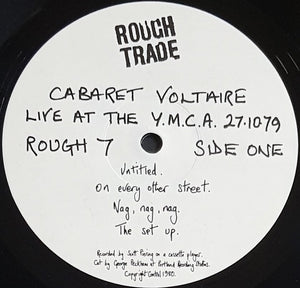 ROUGH
TRADE
CABARET VOLTAIRE
LIVE AT THE Y.M.C.A. 27.10.79
ROUGH 7 SIDE ONE
Untitled.
On every other street.
Nag, nag, nag.
The set up.
Recorded by Scott Piering on a cassette player.
Cut by George Peckham at Portland Recording Studios.
Copyright Control 1980.